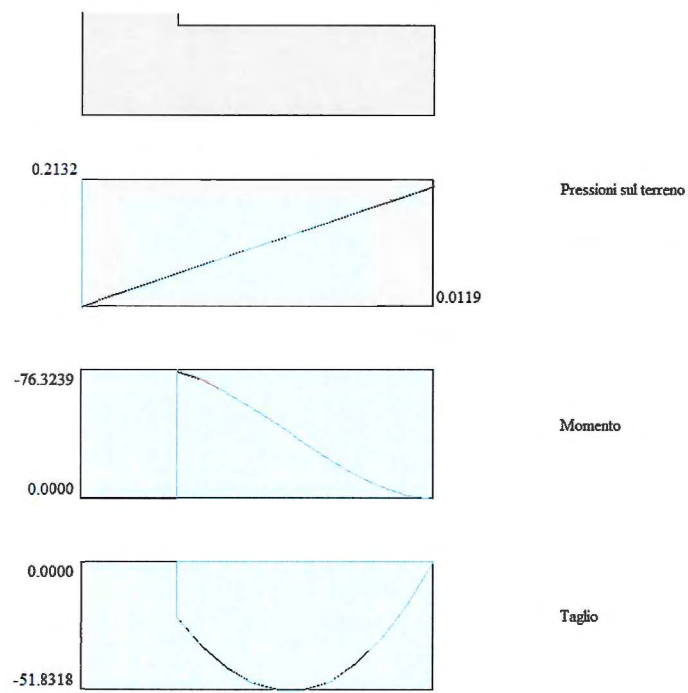 0.2132
Pressioni sul terreno
0.0119
-76.3239
Momento
0.0000
0.0000
Taglio
-51.8318